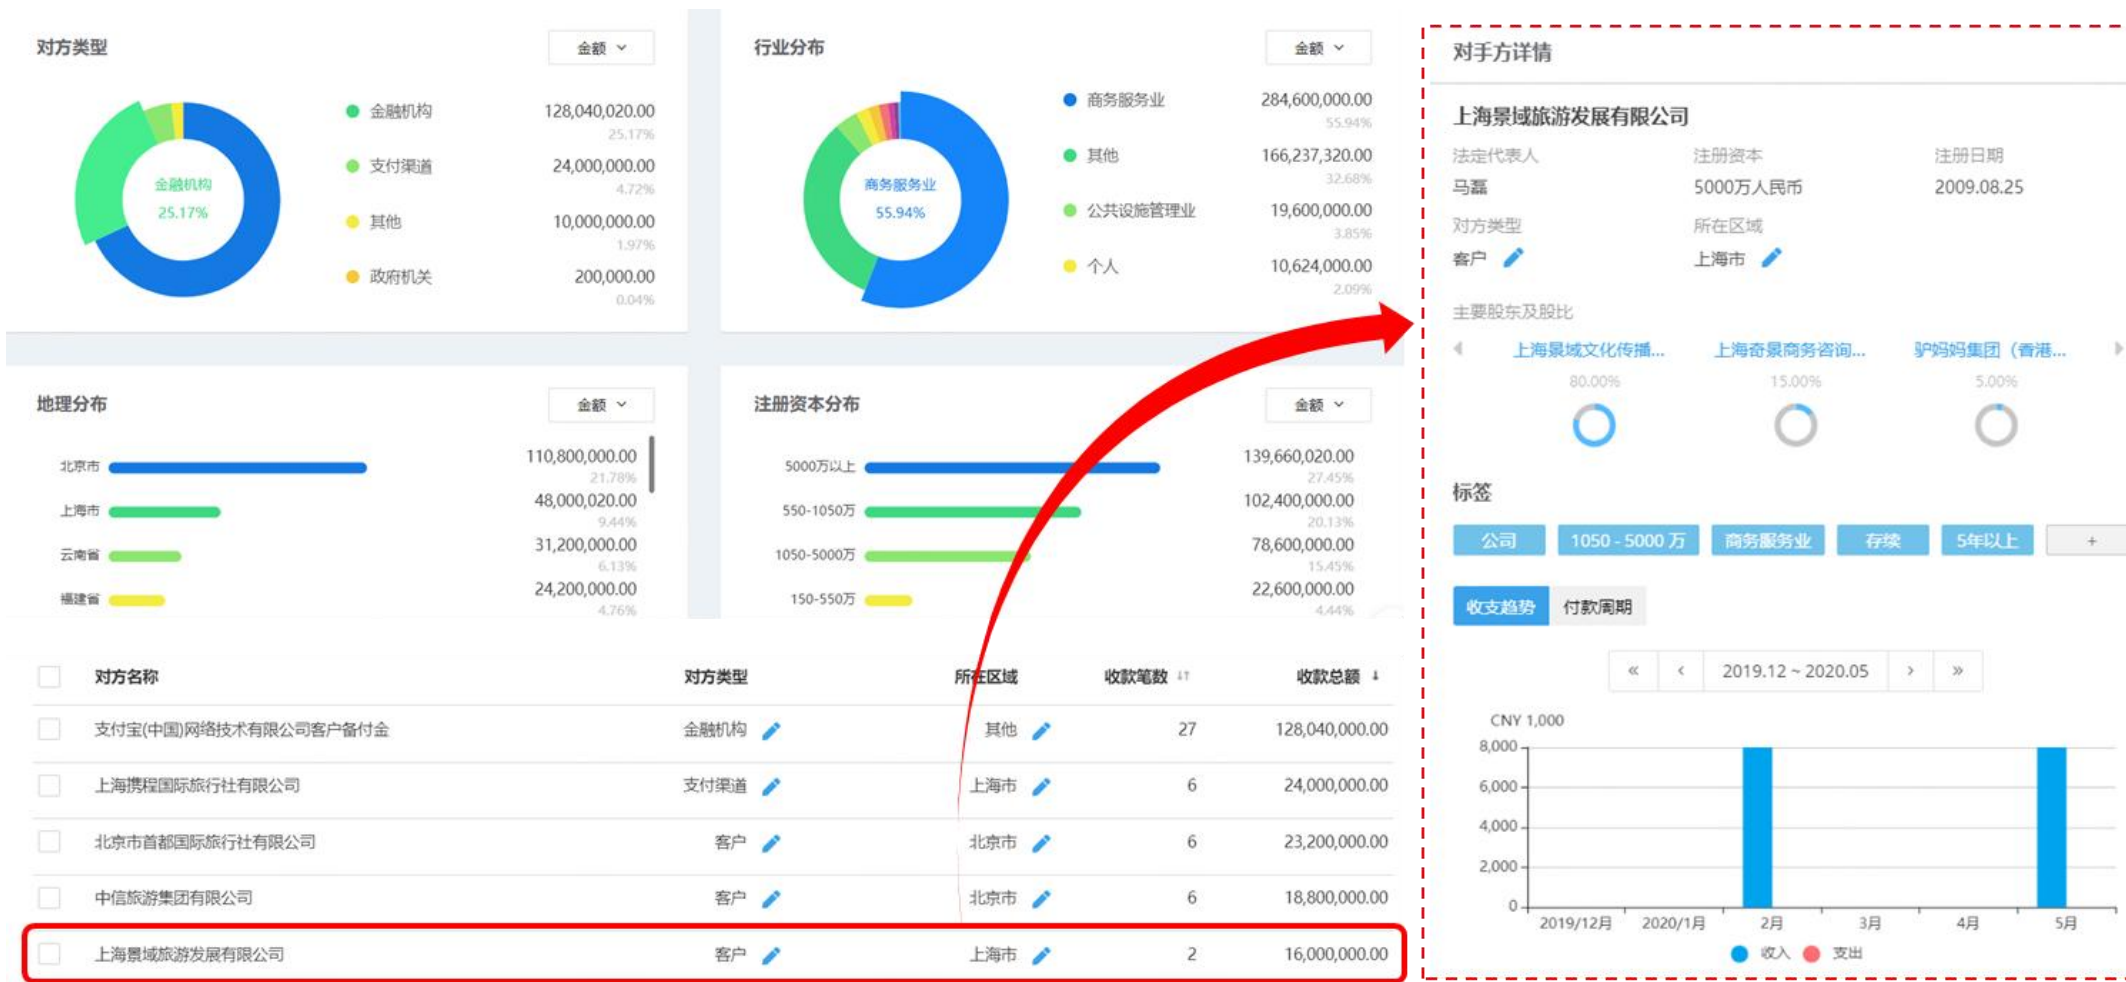 对方类型
金额
金融机构
25.17%
金融机构 128,040,020.00
25.17%
支付渠道 24,000,000.00
4.72%
其他 10,000,000.00
1.97%
政府机关 200,000.00
0.04%
行业分布
金额
商务服务业
55.94%
商务服务业 284,600,000.00
55.94%
其他 166,237,320.00
32.68%
公共设施管理业 19,600,000.00
3.85%
个人 10,624,000.00
2.09%
地理分布
金额
北京市 110,800,000.00
21.78%
上海市 48,000,020.00
9.44%
云南省 31,200,000.00
6.13%
福建省 24,200,000.00
4.76%
注册资本分布
金额
5000万以上 139,660,020.00
27.45%
550-1050万 102,400,000.00
20.13%
1050-5000万 78,600,000.00
15.45%
150-550万 22,600,000.00
4.44%
对方名称 对方类型 所在区域 收款笔数 收款总额
支付宝(中国)网络技术有限公司客户备付金 金融机构 其他 27 128,040,000.00
上海携程国际旅行社有限公司 支付渠道 上海市 6 24,000,000.00
北京市首都国际旅行社有限公司 客户 北京市 6 23,200,000.00
中信旅游集团有限公司 客户 北京市 6 18,800,000.00
上海景域旅游发展有限公司 客户 上海市 2 16,000,000.00
对手方详情
上海景域旅游发展有限公司
法定代表人 注册资本 注册日期
马磊 5000万人民币 2009.08.25
对方类型 所在区域
客户 上海市
主要股东及股比
上海景域文化传播... 上海奇景商务咨询... 驴妈妈集团（香港...
80.00% 15.00% 5.00%
标签
公司 1050 - 5000 万 商务服务业 存续 5年以上 +
收支趋势 付款周期
« ‹ 2019.12 ~ 2020.05 › »
CNY 1,000
8,000
6,000
4,000
2,000
0
2019/12月 2020/1月 2月 3月 4月 5月
收入 支出